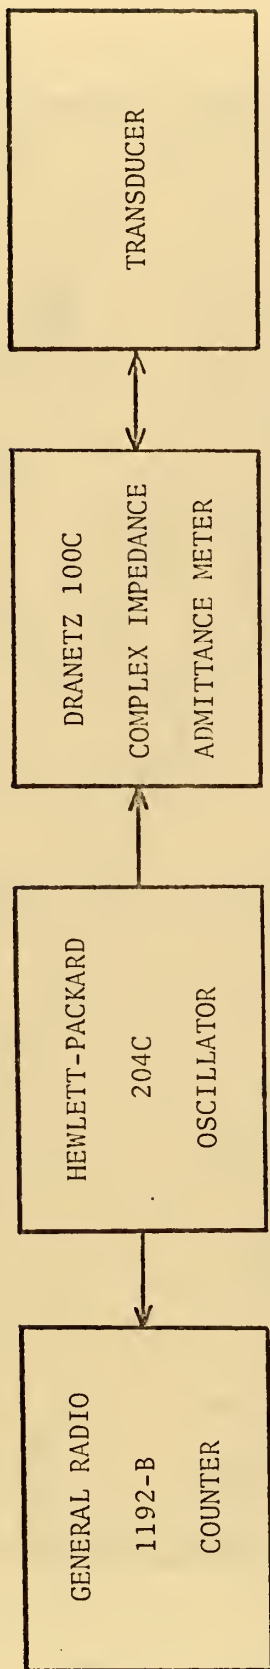 GENERAL RADIO
1192-B
COUNTER
HEWLETT-PACKARD
204C
OSCILLATOR
DRANETZ 100C
COMPLEX IMPEDANCE
ADMITTANCE METER
TRANSDUCER